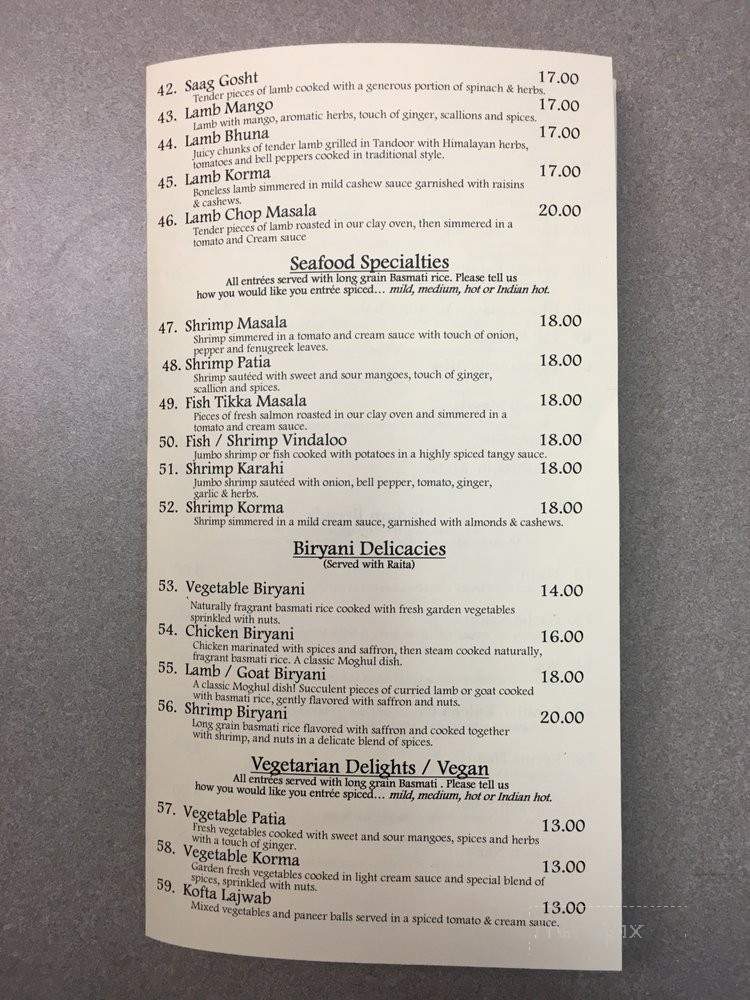 42. Saag Gosht 17.00
Tender pieces of lamb cooked with a generous portion of spinach & herbs.
43. Lamb Mango 17.00
Lamb with mango, aromatic herbs, touch of ginger, scallions and spices.
44. Lamb Bhuna 17.00
Juicy chunks of tender lamb grilled in Tandoor with Himalayan herbs,
tomatoes and bell peppers cooked in traditional style.
45. Lamb Korma 17.00
Boneless lamb simmered in mild cashew sauce garnished with raisins
& cashews.
46. Lamb Chop Masala 20.00
Tender pieces of lamb roasted in our clay oven, then simmered in a
tomato and Cream sauce
Seafood Specialties
All entrées served with long grain Basmati rice. Please tell us
how you would like you entrée spiced... mild, medium, hot or Indian hot.
47. Shrimp Masala 18.00
Shrimp simmered in a tomato and cream sauce with touch of onion,
pepper and fenugreek leaves.
48. Shrimp Patia 18.00
Shrimp sautéed with sweet and sour mangoes, touch of ginger,
scallion and spices.
49. Fish Tikka Masala 18.00
Pieces of fresh salmon roasted in our clay oven and simmered in a
tomato and cream sauce.
50. Fish / Shrimp Vindaloo 18.00
Jumbo shrimp or fish cooked with potatoes in a highly spiced tangy sauce.
51. Shrimp Karahi 18.00
Jumbo shrimp sautéed with onion, bell pepper, tomato, ginger,
garlic & herbs.
52. Shrimp Korma 18.00
Shrimp simmered in a mild cream sauce, garnished with almonds & cashews.
Biryani Delicacies
(Served with Raita)
53. Vegetable Biryani 14.00
Naturally fragrant basmati rice cooked with fresh garden vegetables
sprinkled with nuts.
54. Chicken Biryani 16.00
Chicken marinated with spices and saffron, then steam cooked naturally,
fragrant basmati rice. A classic Moghul dish.
55. Lamb / Goat Biryani 18.00
A classic Moghul dish! Succulent pieces of curried lamb or goat cooked
with basmati rice, gently flavored with saffron and nuts.
56. Shrimp Biryani 20.00
Long grain basmati rice flavored with saffron and cooked together
with shrimp, and nuts in a delicate blend of spices.
Vegetarian Delights / Vegan
All entrées served with long grain Basmati . Please tell us
how you would like you entrée spiced... mild, medium, hot or Indian hot.
57. Vegetable Patia 13.00
Fresh vegetables cooked with sweet and sour mangoes, spices and herbs
with a touch of ginger.
58. Vegetable Korma 13.00
Garden fresh vegetables cooked in light cream sauce and special blend of
spices, sprinkled with nuts.
59. Kofta Lajwab 13.00
Mixed vegetables and paneer balls served in a spiced tomato & cream sauce.